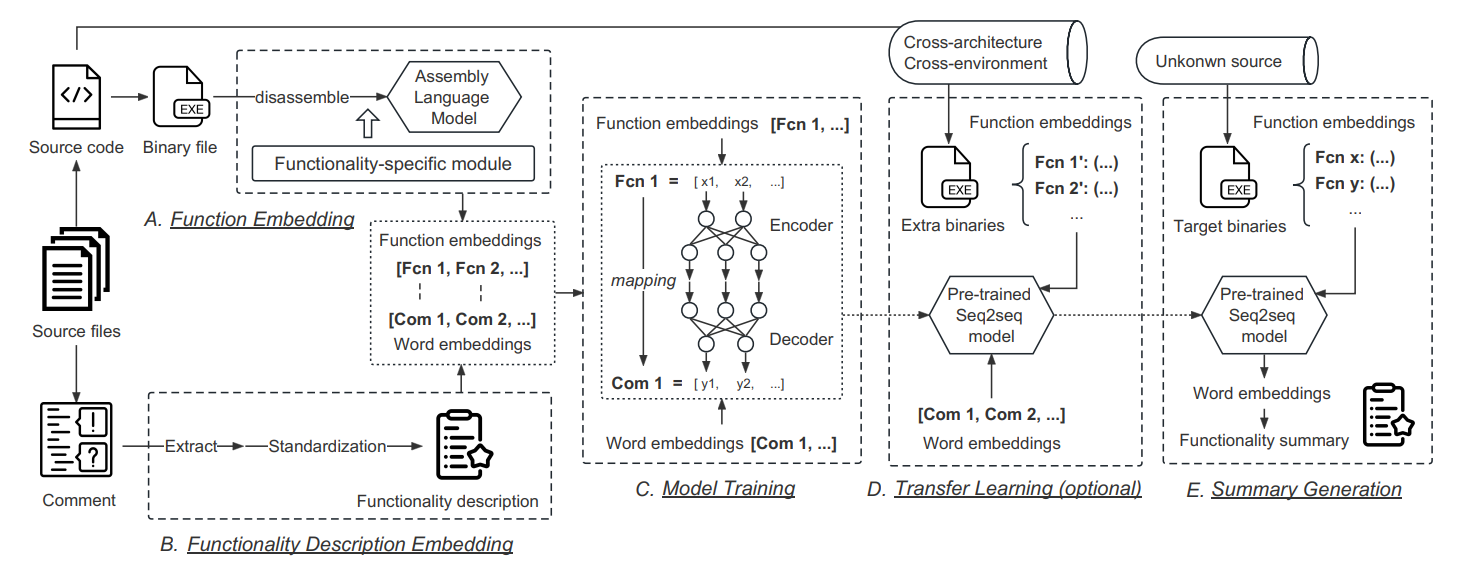 Source code
EXE
Binary file
disassemble
Assembly
Language
Model
Functionality-specific module
A. Function Embedding
Source files
Comment
Extract
Standardization
Functionality description
B. Functionality Description Embedding
Function embeddings
[Fcn 1, Fcn 2, ...]
[Com 1, Com 2, ...]
Word embeddings
Function embeddings [Fcn 1, ...]
Fcn 1 = [ x1, x2, ...]
Encoder
mapping
Decoder
Com 1 = [ y1, y2, ...]
Word embeddings [Com 1, ...]
C. Model Training
Cross-architecture
Cross-environment
Function embeddings
EXE
Extra binaries
Fcn 1': (...)
Fcn 2': (...)
...
Pre-trained
Seq2seq
model
[Com 1, Com 2, ...]
Word embeddings
D. Transfer Learning (optional)
Unkonwn source
Function embeddings
EXE
Target binaries
Fcn x: (...)
Fcn y: (...)
...
Pre-trained
Seq2seq
model
Word embeddings
Functionality summary
E. Summary Generation